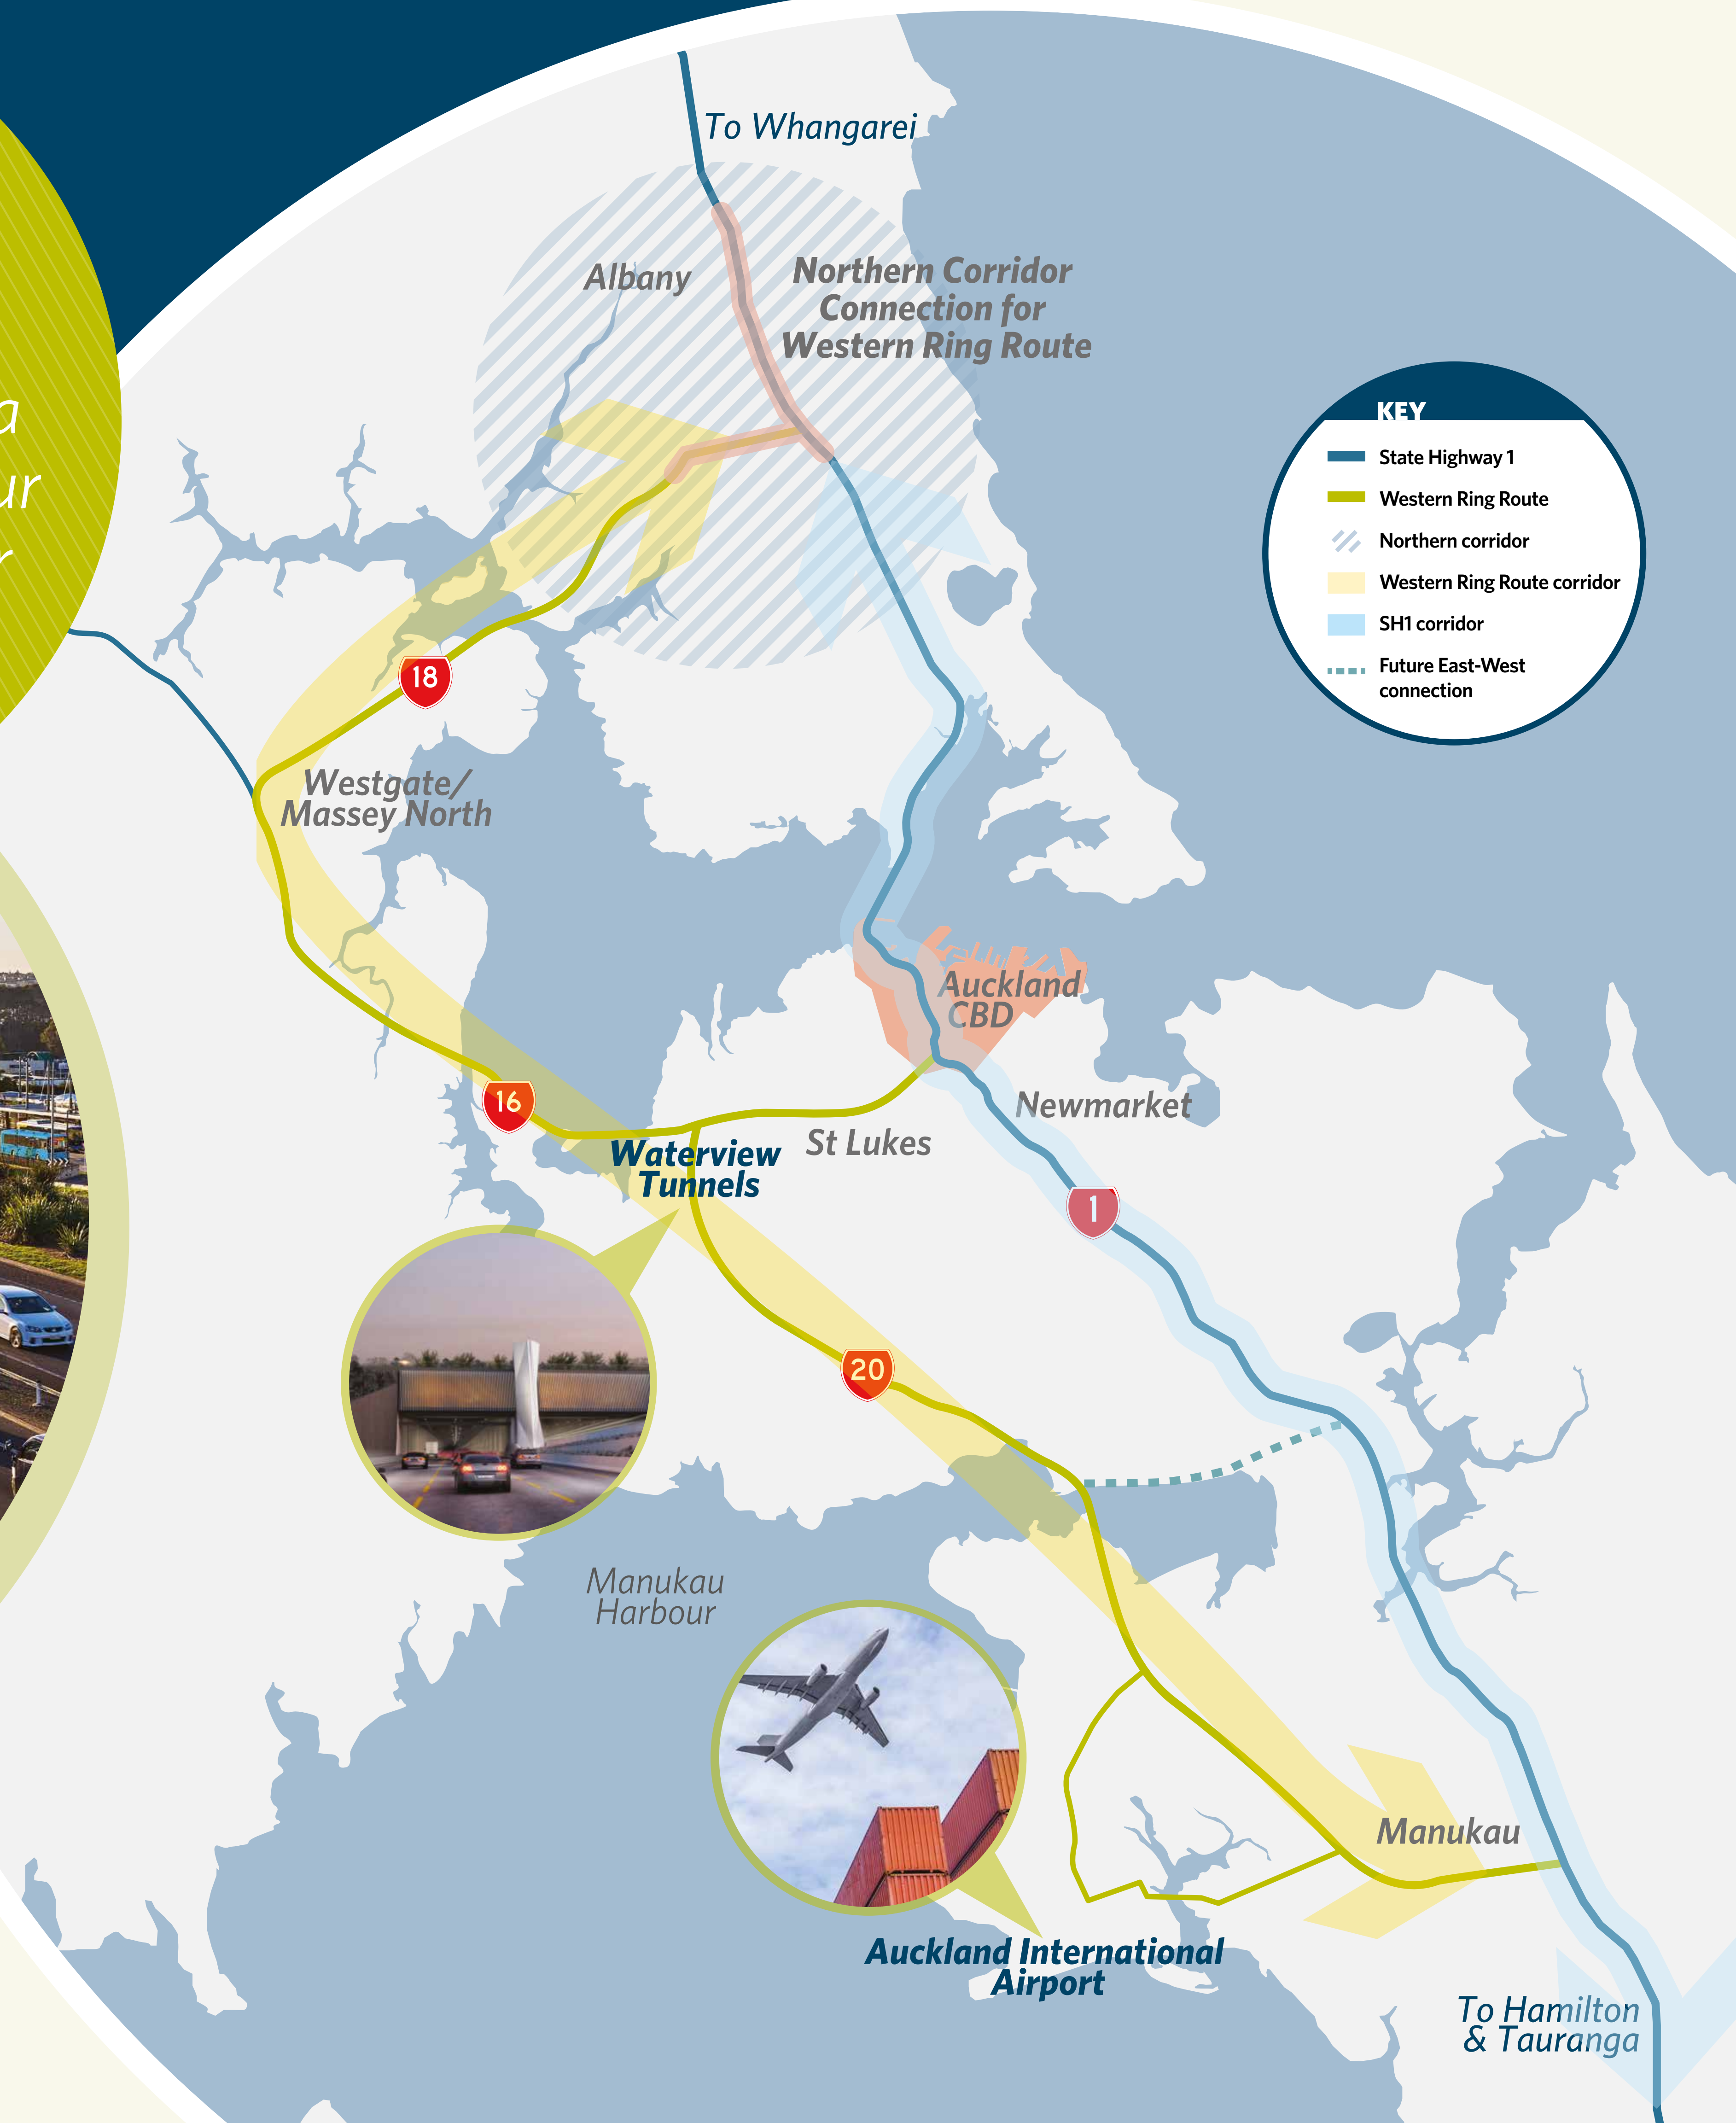 To Whangarei
Albany
Northern Corridor
Connection for
Western Ring Route
KEY
State Highway 1
Western Ring Route
Northern corridor
Western Ring Route corridor
SH1 corridor
Future East-West
connection
a
ur
r
18
Westgate/
Massey North
Auckland
CBD
16
Newmarket
St Lukes
Waterview
Tunnels
1
20
Manukau
Harbour
Manukau
Auckland International
Airport
To Hamilton
& Tauranga